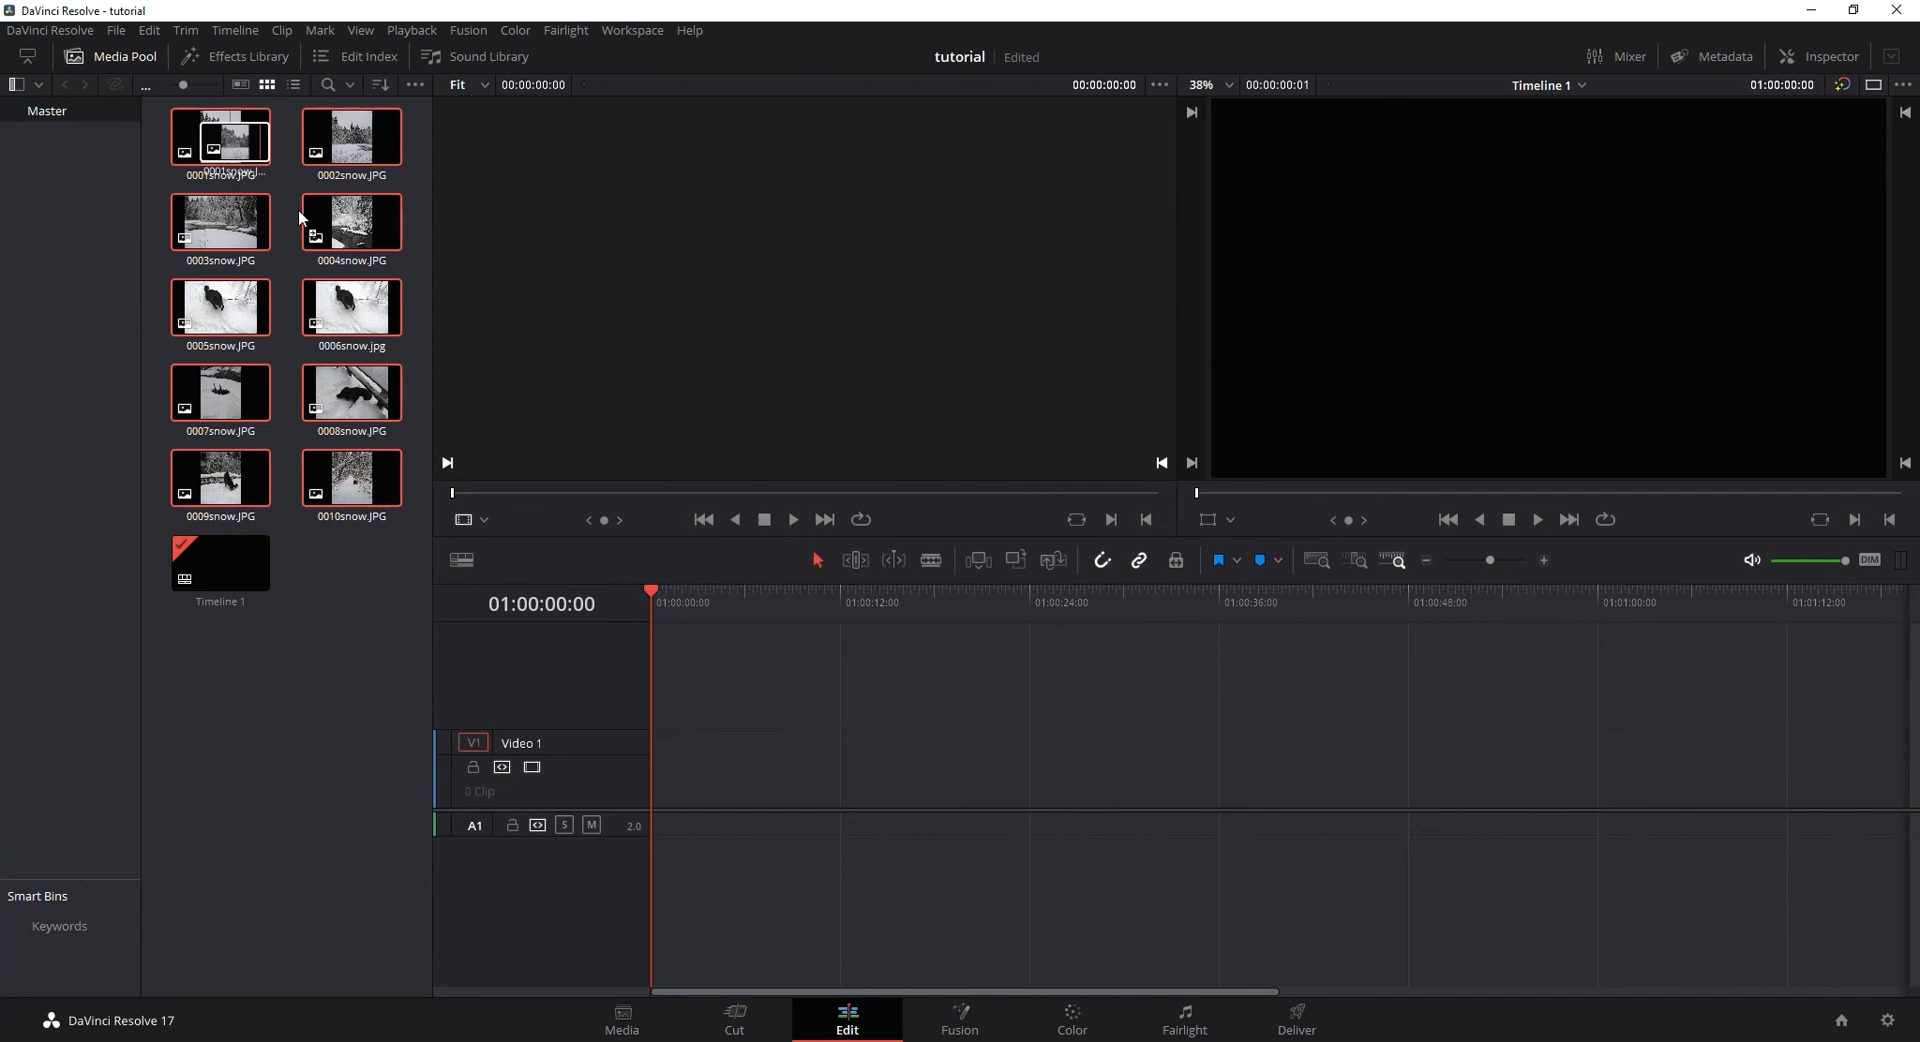 DaVinci Resolve - tutorial
DaVinci Resolve File Edit Trim Timeline Clip Mark View Playback Fusion Color Fairlight Workspace Help
Media Pool Effects Library Edit Index Sound Library tutorial Edited Mixer Metadata Inspector
... Fit 00:00:00:00 00:00:00:00 38% 00:00:00:01 Timeline 1 01:00:00:00
Master
0001snow.JPG 0002snow.JPG
0003snow.JPG 0004snow.JPG
0005snow.JPG 0006snow.jpg
0007snow.JPG 0008snow.JPG
0009snow.JPG 0010snow.JPG
Timeline 1
DIM
01:00:00:00 01:00:00:00 01:00:12:00 01:00:24:00 01:00:36:00 01:00:48:00 01:01:00:00 01:01:12:00
V1 Video 1
0 Clip
A1 S M 2.0
Smart Bins
Keywords
DaVinci Resolve 17 Media Cut Edit Fusion Color Fairlight Deliver